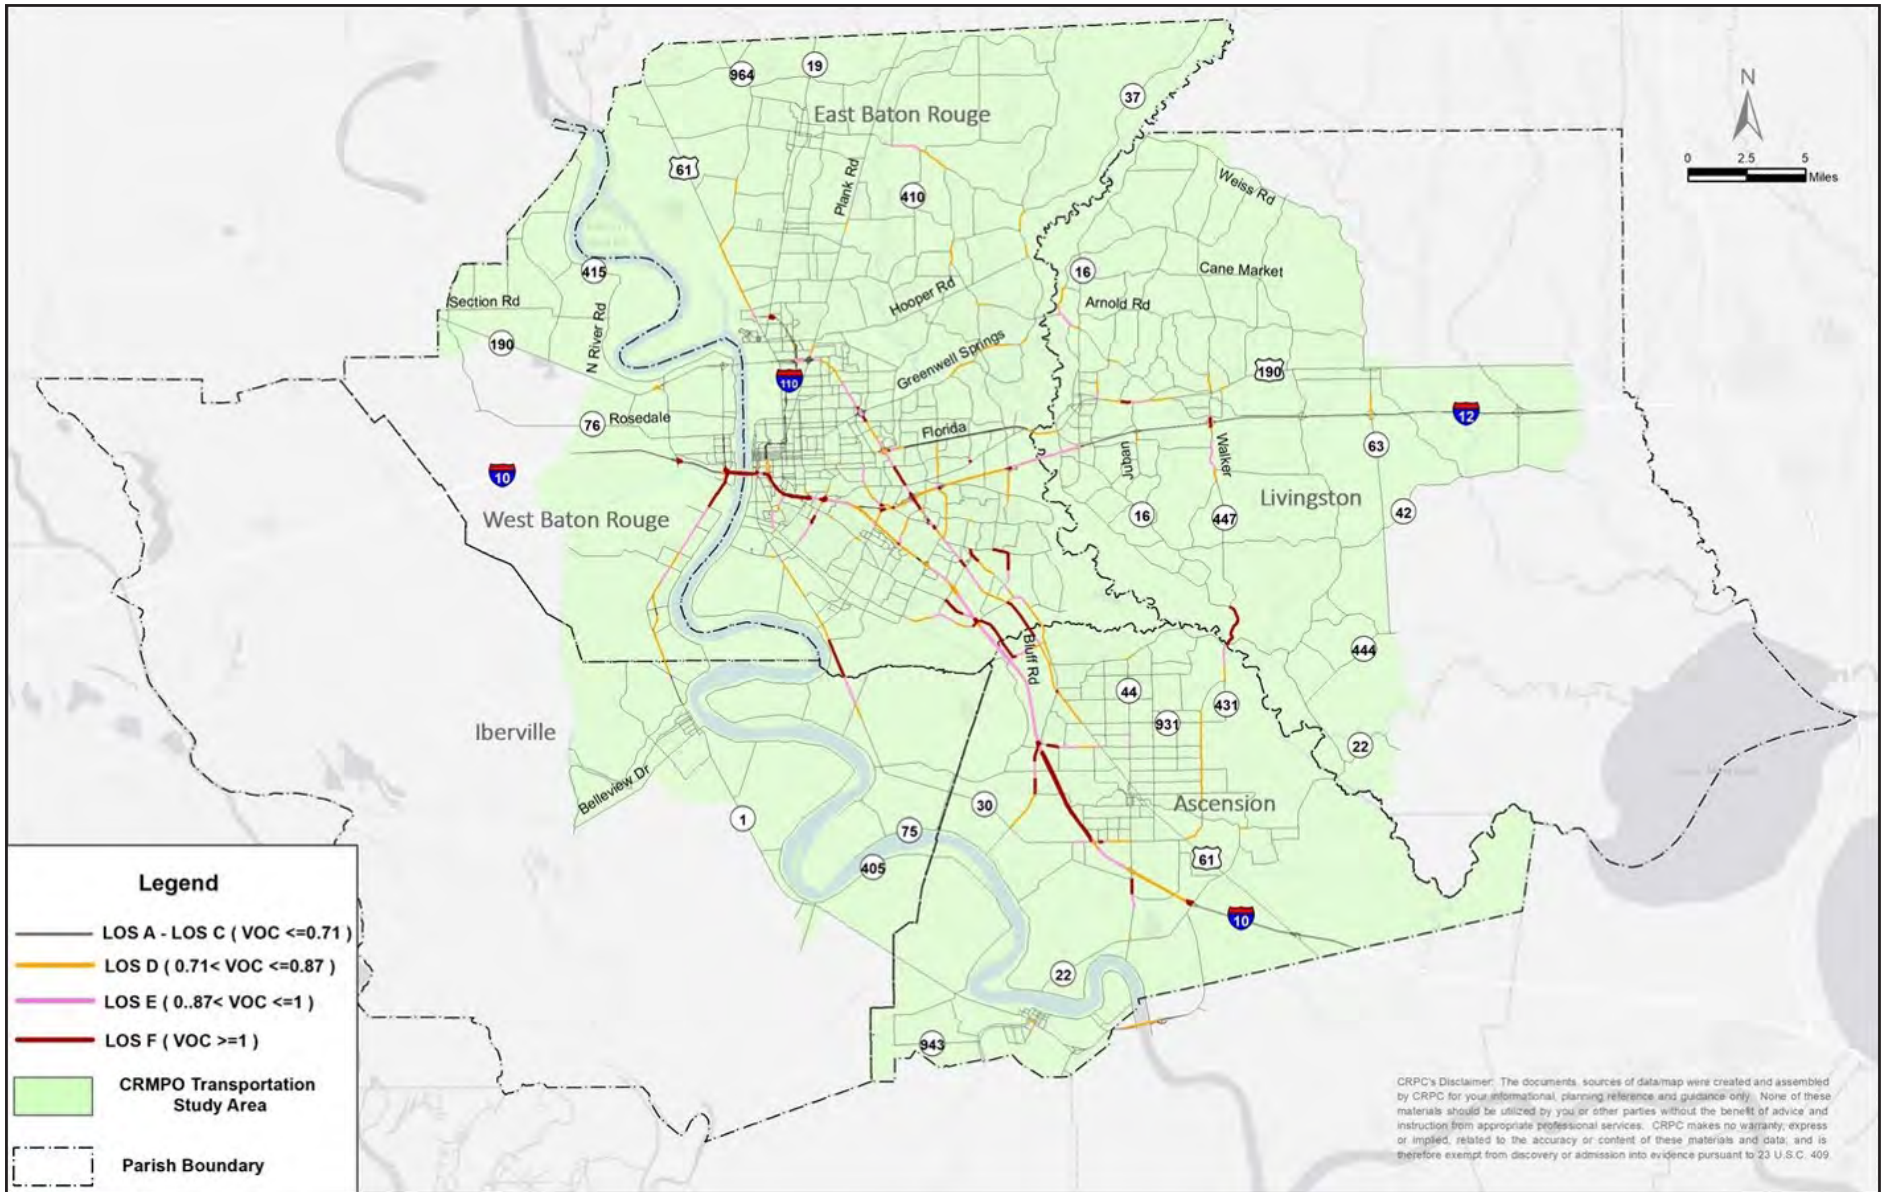 964
19
37
East Baton Rouge
N
0 2.5 5
Miles
61
Plank Rd
410
Weiss Rd
415
16
Cane Market
Section Rd
N River Rd
Hooper Rd
Arnold Rd
190
Greenwell Springs
190
110
76
Rosedale
Florida
12
63
10
Juban
Walker
West Baton Rouge
Livingston
16
447
42
Bluff Rd
444
44
931
431
22
Iberville
Belleview Dr
1
30
Ascension
75
405
61
10
22
943
Legend
LOS A - LOS C ( VOC <=0.71 )
LOS D ( 0.71< VOC <=0.87 )
LOS E ( 0..87< VOC <=1 )
LOS F ( VOC >=1 )
CRMPO Transportation
Study Area
Parish Boundary
CRPC's Disclaimer: The documents, sources of data/map were created and assembled
by CRPC for your informational, planning reference and guidance only. None of these
materials should be utilized by you or other parties without the benefit of advice and
instruction from appropriate professional services. CRPC makes no warranty, express
or implied, related to the accuracy or content of these materials and data; and is
therefore exempt from discovery or admission into evidence pursuant to 23 U.S.C. 409.